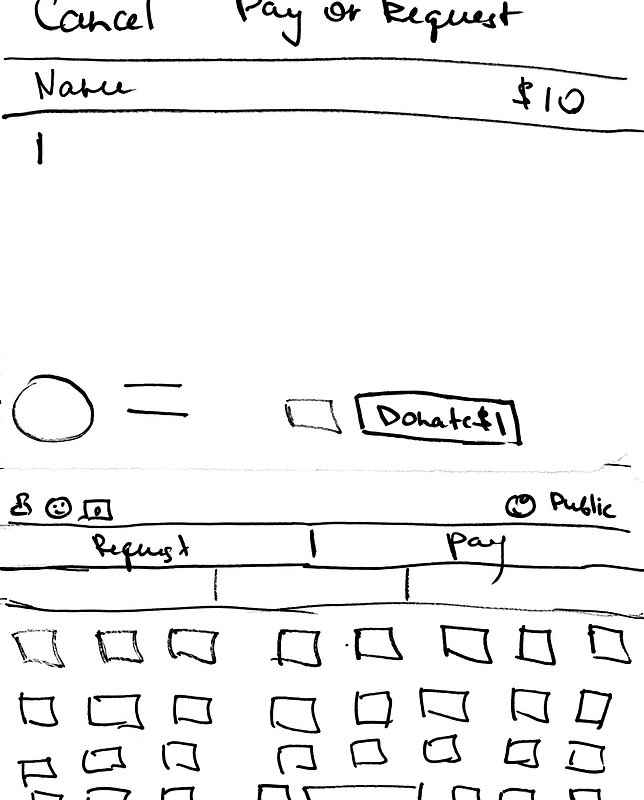 Cancel Pay or Request
Name $10
Donate $1
Public
Request Pay